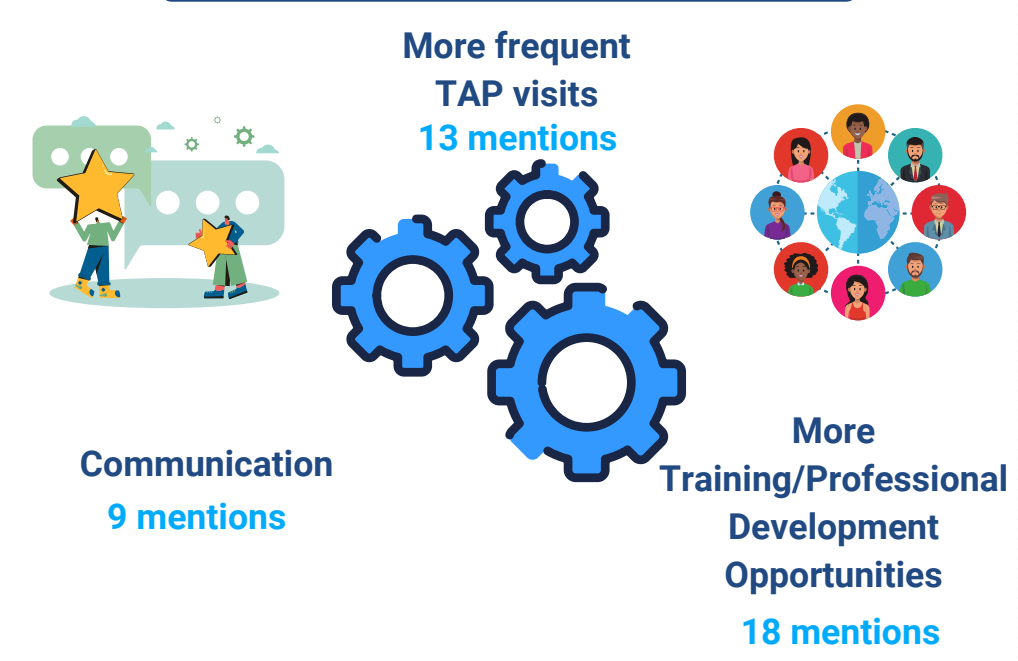 More frequent
TAP visits
13 mentions
Communication
9 mentions
More
Training/Professional
Development
Opportunities
18 mentions